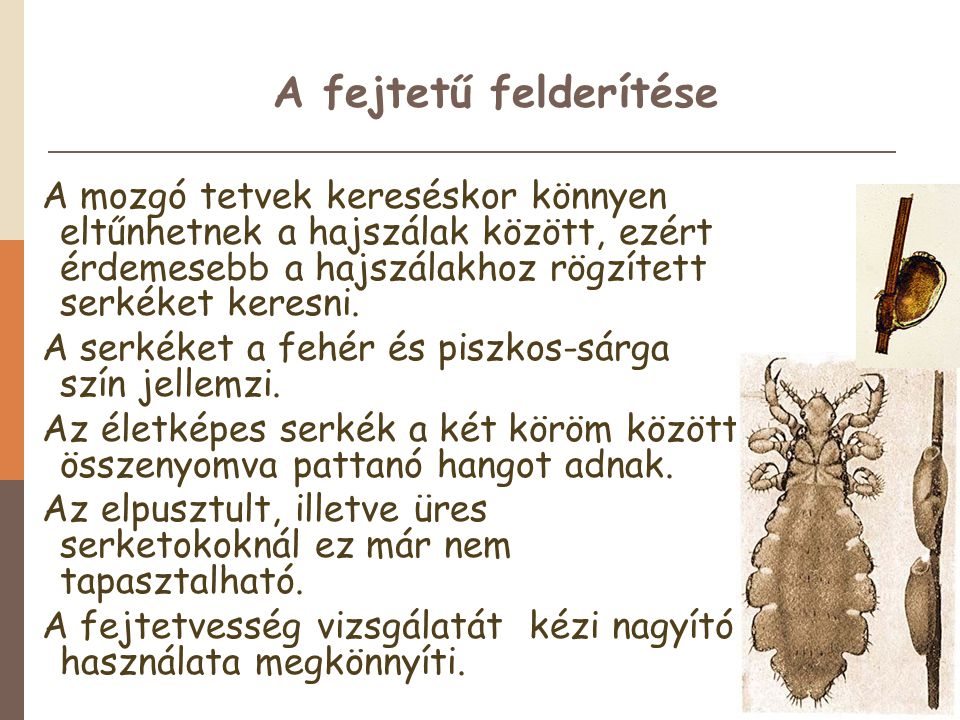 A fejtetű felderítése
A mozgó tetvek kereséskor könnyen
eltűnhetnek a hajszálak között, ezért
érdemesebb a hajszálakhoz rögzített
serkéket keresni.
A serkéket a fehér és piszkos-sárga
szín jellemzi.
Az életképes serkék a két köröm között
összenyomva pattanó hangot adnak.
Az elpusztult, illetve üres
serketokoknál ez már nem
tapasztalható.
A fejtetvesség vizsgálatát kézi nagyító
használata megkönnyíti.